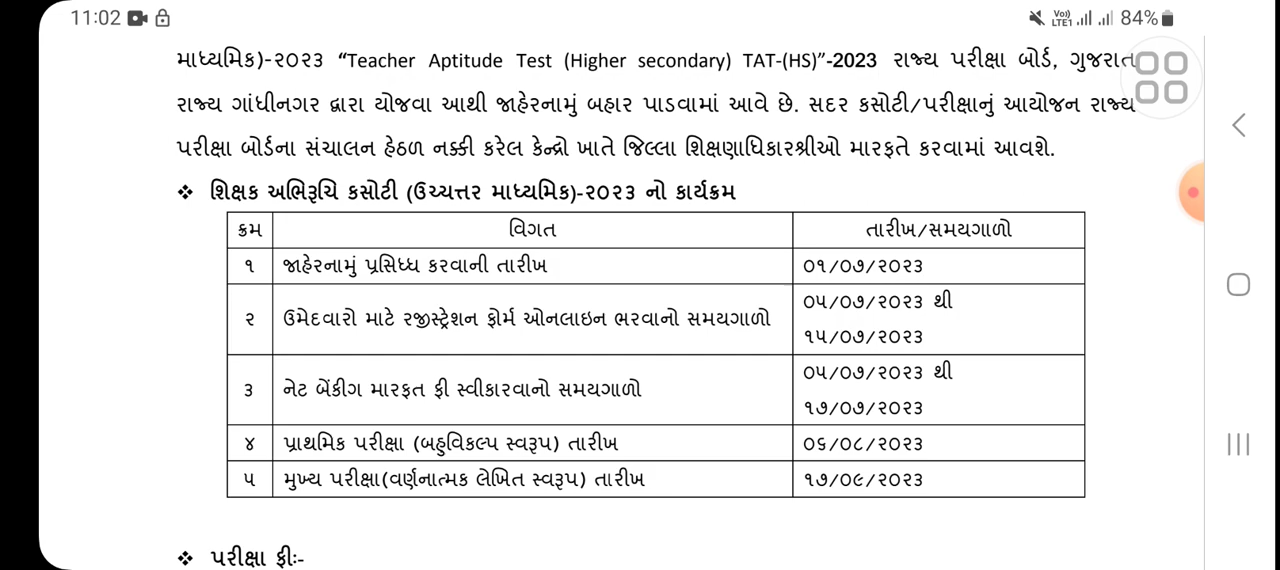 11:02 Vo) LTE1 84%
માધ્યમિક)-૨૦૨૩ “Teacher Aptitude Test (Higher secondary) TAT-(HS)”-2023 રાજ્ય પરીક્ષા બોર્ડ, ગુજરાત
રાજ્ય ગાંધીનગર દ્વારા યોજવા આથી જાહેરનામું બહાર પાડવામાં આવે છે. સદર કસોટી/પરીક્ષાનું આયોજન રાજ્ય
પરીક્ષા બોર્ડના સંચાલન હેઠળ નક્કી કરેલ કેન્દ્રો ખાતે જિલ્લા શિક્ષણાધિકારશ્રીઓ મારફતે કરવામાં આવશે.
❖ શિક્ષક અભિરૂચિ કસોટી (ઉચ્ચત્તર માધ્યમિક)-૨૦૨૩ નો કાર્યક્રમ
ક્રમ વિગત તારીખ/સમયગાળો
૧ જાહેરનામું પ્રસિધ્ધ કરવાની તારીખ ૦૧/૦૭/૨૦૨૩
૨ ઉમેદવારો માટે રજીસ્ટ્રેશન ફોર્મ ઓનલાઇન ભરવાનો સમયગાળો ૦૫/૦૭/૨૦૨૩ થી
૧૫/૦૭/૨૦૨૩
૩ નેટ બેંકીગ મારફત ફી સ્વીકારવાનો સમયગાળો ૦૫/૦૭/૨૦૨૩ થી
૧૭/૦૭/૨૦૨૩
૪ પ્રાથમિક પરીક્ષા (બહુવિકલ્પ સ્વરૂપ) તારીખ ૦૬/૦૮/૨૦૨૩
૫ મુખ્ય પરીક્ષા(વર્ણનાત્મક લેખિત સ્વરૂપ) તારીખ ૧૭/૦૯/૨૦૨૩
❖ પરીક્ષા ફીઃ-